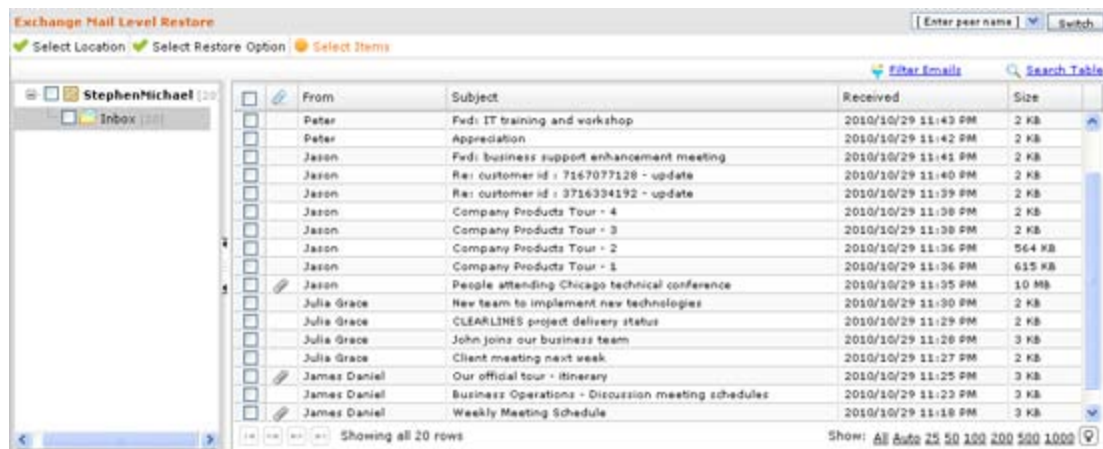 Exchange Mail Level Restore [ Enter peer name ] Switch
Select Location Select Restore Option Select Items
Filter Emails Search Table
StephenMichael [20
Inbox [20]
From Subject Received Size
Peter Fwd: IT training and workshop 2010/10/29 11:43 PM 2 KB
Peter Appreciation 2010/10/29 11:42 PM 2 KB
Jason Fwd: business support enhancement meeting 2010/10/29 11:41 PM 2 KB
Jason Re: customer id : 7167077128 - update 2010/10/29 11:40 PM 2 KB
Jason Re: customer id : 3716334192 - update 2010/10/29 11:39 PM 2 KB
Jason Company Products Tour - 4 2010/10/29 11:38 PM 2 KB
Jason Company Products Tour - 3 2010/10/29 11:38 PM 2 KB
Jason Company Products Tour - 2 2010/10/29 11:36 PM 564 KB
Jason Company Products Tour - 1 2010/10/29 11:36 PM 615 KB
Jason People attending Chicago technical conference 2010/10/29 11:35 PM 10 MB
Julia Grace New team to implement new technologies 2010/10/29 11:30 PM 2 KB
Julia Grace CLEARLINES project delivery status 2010/10/29 11:29 PM 2 KB
Julia Grace John joins our business team 2010/10/29 11:28 PM 3 KB
Julia Grace Client meeting next week 2010/10/29 11:27 PM 2 KB
James Daniel Our official tour - itinerary 2010/10/29 11:25 PM 3 KB
James Daniel Business Operations - Discussion meeting schedules 2010/10/29 11:23 PM 3 KB
James Daniel Weekly Meeting Schedule 2010/10/29 11:18 PM 3 KB
Showing all 20 rows Show: All Auto 25 50 100 200 500 1000